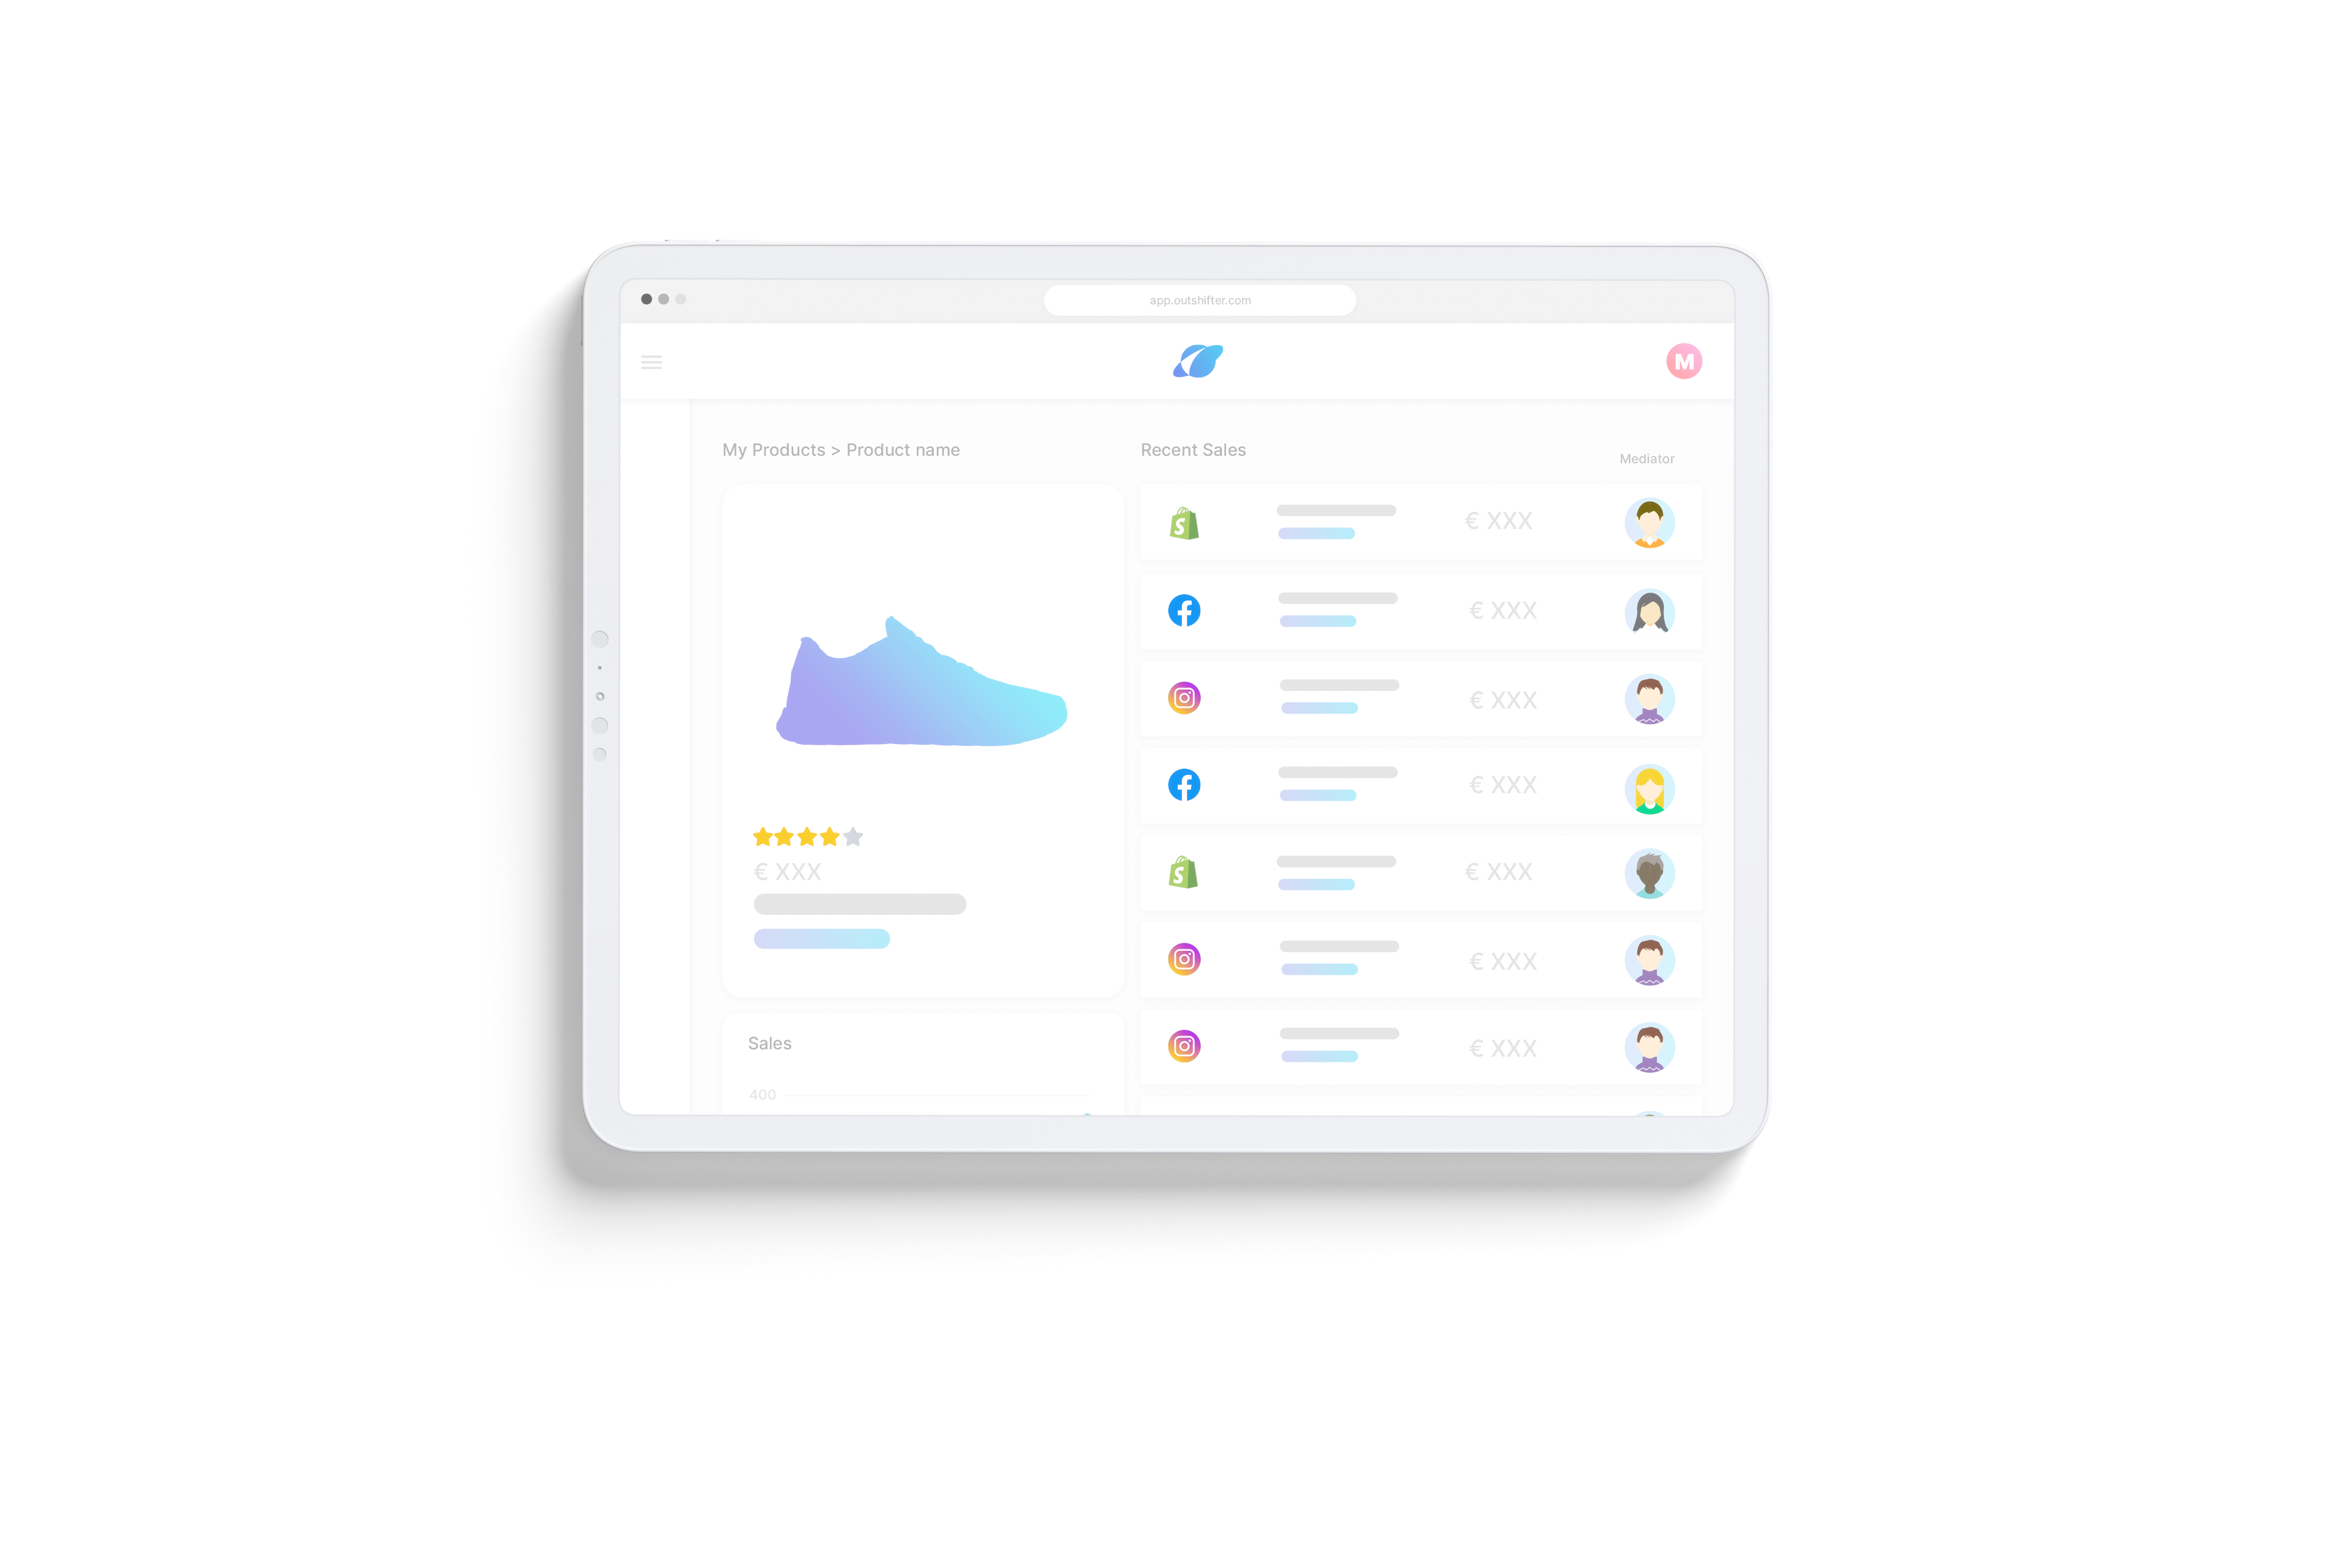 app.outshifter.com
M
My Products > Product name
Recent Sales
Mediator
€ XXX
€ XXX
€ XXX
€ XXX
€ XXX
€ XXX
€ XXX
€ XXX
Sales
400